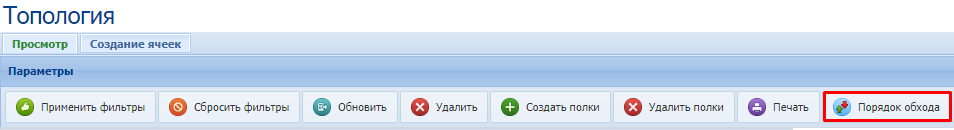 Топология
Просмотр Создание ячеек
Параметры
Применить фильтры Сбросить фильтры Обновить Удалить Создать полки Удалить полки Печать Порядок обхода